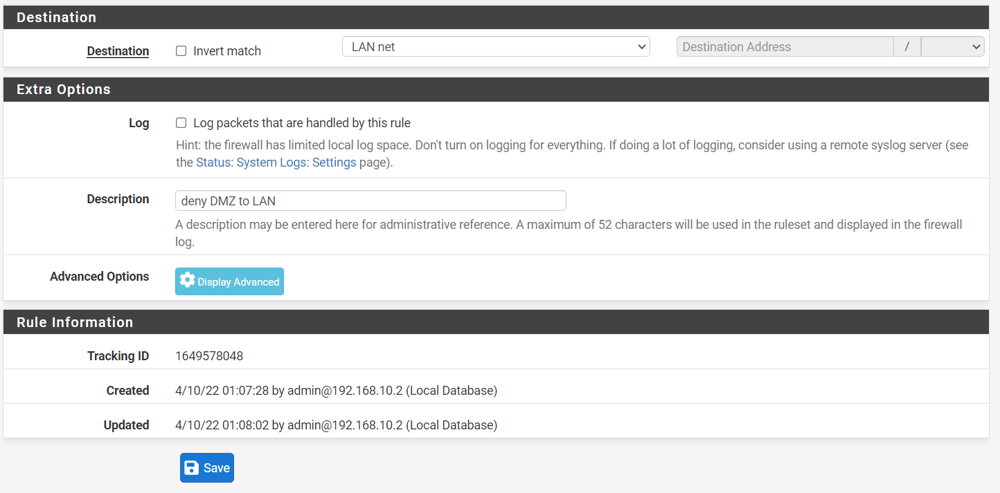 Destination
Destination Invert match LAN net Destination Address /
Extra Options
Log Log packets that are handled by this rule
Hint: the firewall has limited local log space. Don't turn on logging for everything. If doing a lot of logging, consider using a remote syslog server (see
the Status: System Logs: Settings page).
Description deny DMZ to LAN
A description may be entered here for administrative reference. A maximum of 52 characters will be used in the ruleset and displayed in the firewall
log.
Advanced Options Display Advanced
Rule Information
Tracking ID 1649578048
Created 4/10/22 01:07:28 by admin@192.168.10.2 (Local Database)
Updated 4/10/22 01:08:02 by admin@192.168.10.2 (Local Database)
Save